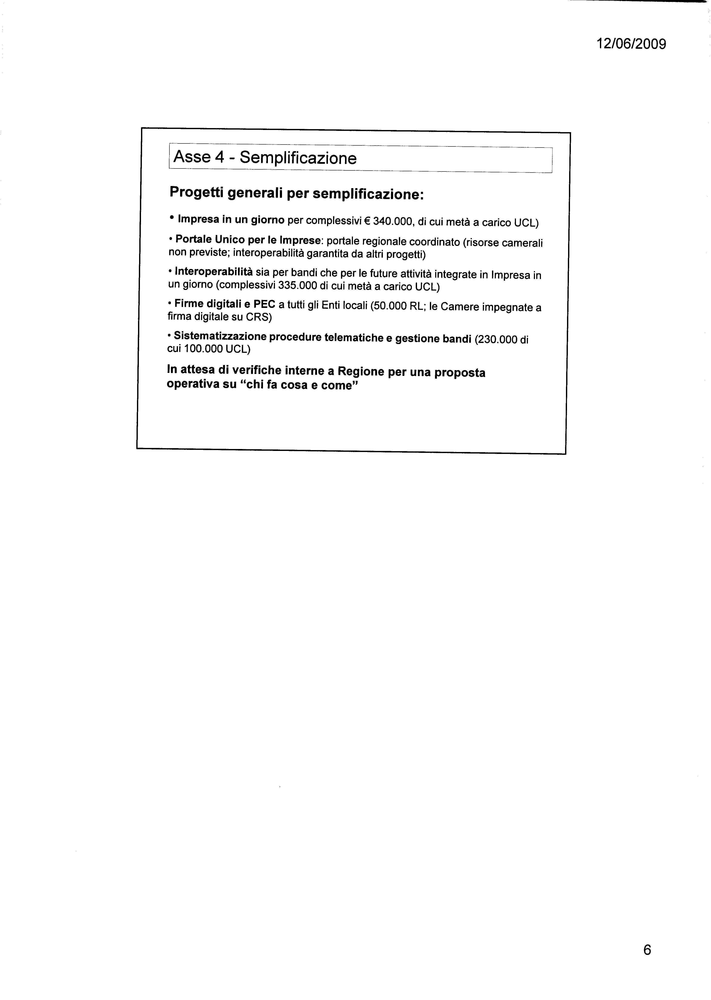 12/06/2009
Asse 4 - Semplificazione
Progetti generali per semplificazione:
• Impresa in un giorno per complessivi € 340.000, di cui metà a carico UCL)
• Portale Unico per le Imprese: portale regionale coordinato (risorse camerali
non previste; interoperabilità garantita da altri progetti)
• Interoperabilità sia per bandi che per le future attività integrate in Impresa in
un giorno (complessivi 335.000 di cui metà a carico UCL)
• Firme digitali e PEC a tutti gli Enti locali (50.000 RL; le Camere impegnate a
firma digitale su CRS)
• Sistematizzazione procedure telematiche e gestione bandi (230.000 di
cui 100.000 UCL)
In attesa di verifiche interne a Regione per una proposta
operativa su “chi fa cosa e come”
6